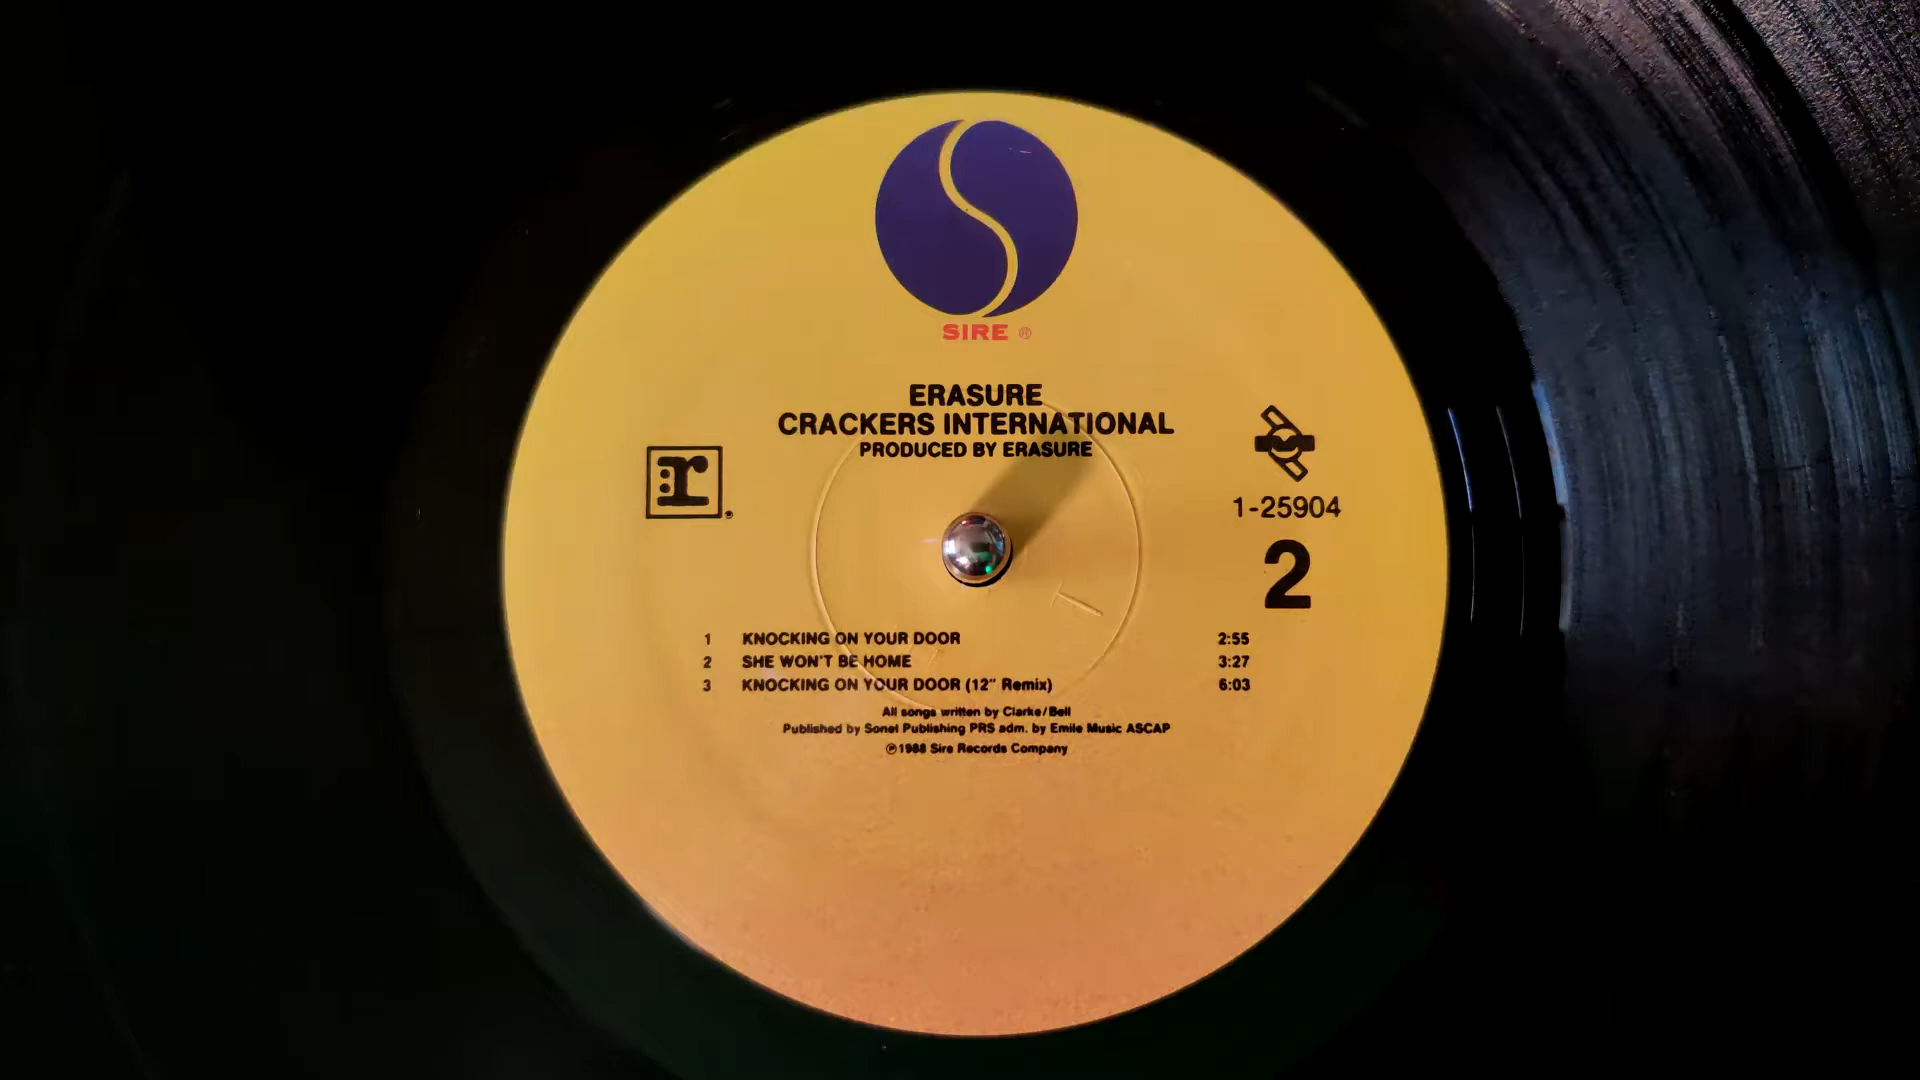 SIRE ®
ERASURE
CRACKERS INTERNATIONAL
PRODUCED BY ERASURE
r
1-25904
2
1 KNOCKING ON YOUR DOOR 2:55
2 SHE WON'T BE HOME 3:27
3 KNOCKING ON YOUR DOOR (12" Remix) 6:03
All songs written by Clarke/Bell
Published by Sonet Publishing PRS adm. by Emile Music ASCAP
℗1988 Sire Records Company